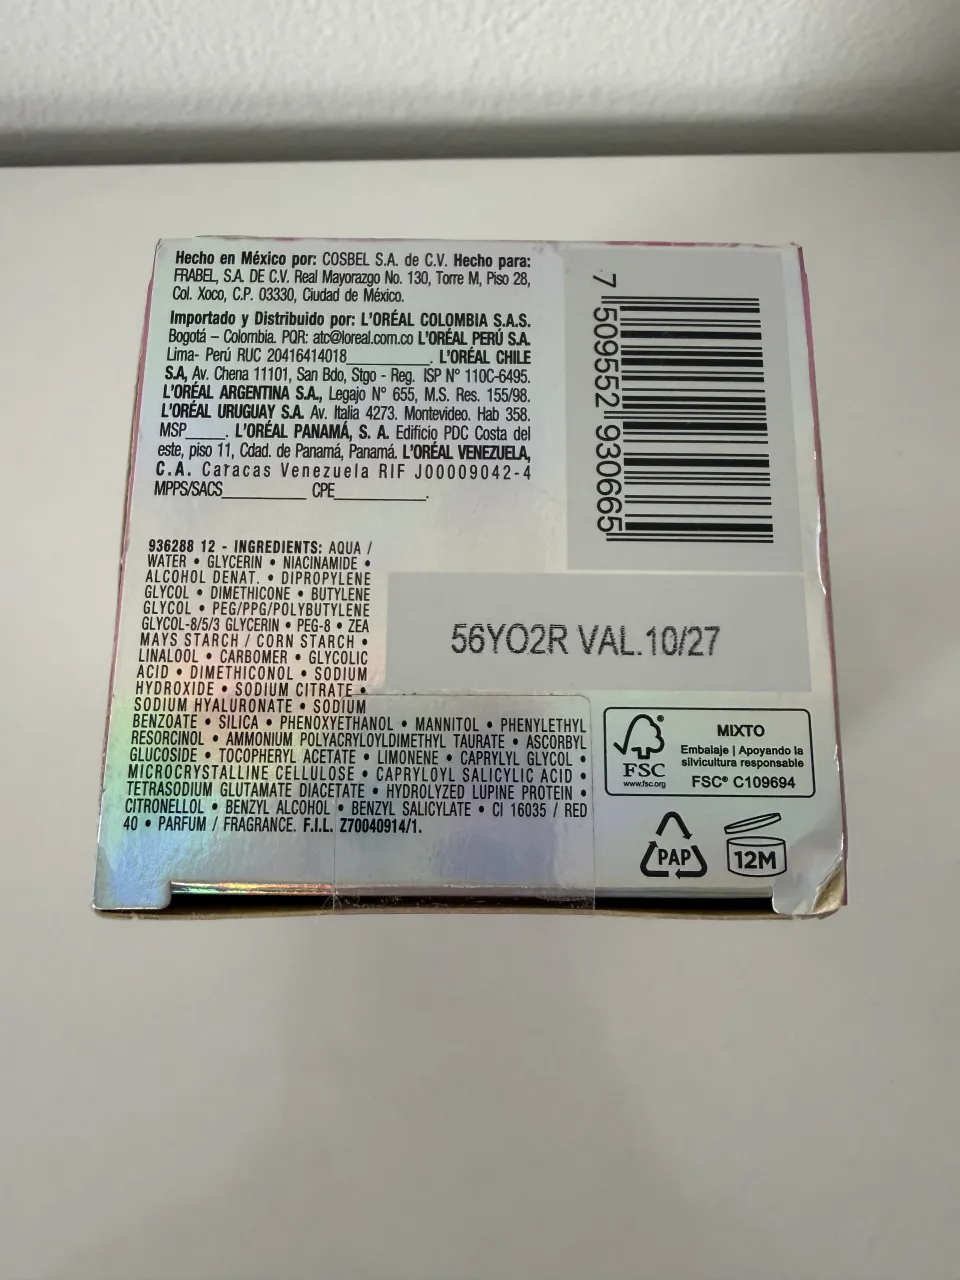 Hecho en México por: COSBEL S.A. de C.V. Hecho para:
FRABEL, S.A. DE C.V. Real Mayorazgo No. 130, Torre M, Piso 28,
Col. Xoco, C.P. 03330, Ciudad de México.
Importado y Distribuido por: L'ORÉAL COLOMBIA S.A.S.
Bogotá – Colombia. PQR: atc@loreal.com.co L'ORÉAL PERÚ S.A.
Lima- Perú RUC 20416414018__________. L'ORÉAL CHILE
S.A, Av. Chena 11101, San Bdo, Stgo - Reg. ISP N° 110C-6495.
L'ORÉAL ARGENTINA S.A., Legajo N° 655, M.S. Res. 155/98.
L'ORÉAL URUGUAY S.A. Av. Italia 4273. Montevideo. Hab 358.
MSP_____. L'ORÉAL PANAMÁ, S. A. Edificio PDC Costa del
este, piso 11, Cdad. de Panamá, Panamá. L'ORÉAL VENEZUELA,
C.A. Caracas Venezuela RIF J00009042-4
MPPS/SACS__________ CPE___________.
7 509552 930665
936288 12 - INGREDIENTS: AQUA /
WATER • GLYCERIN • NIACINAMIDE •
ALCOHOL DENAT. • DIPROPYLENE
GLYCOL • DIMETHICONE • BUTYLENE
GLYCOL • PEG/PPG/POLYBUTYLENE
GLYCOL-8/5/3 GLYCERIN • PEG-8 • ZEA
MAYS STARCH / CORN STARCH •
LINALOOL • CARBOMER • GLYCOLIC
ACID • DIMETHICONOL • SODIUM
HYDROXIDE • SODIUM CITRATE •
SODIUM HYALURONATE • SODIUM
BENZOATE • SILICA • PHENOXYETHANOL • MANNITOL • PHENYLETHYL
RESORCINOL • AMMONIUM POLYACRYLOYLDIMETHYL TAURATE • ASCORBYL
GLUCOSIDE • TOCOPHERYL ACETATE • LIMONENE • CAPRYLYL GLYCOL •
MICROCRYSTALLINE CELLULOSE • CAPRYLOYL SALICYLIC ACID •
TETRASODIUM GLUTAMATE DIACETATE • HYDROLYZED LUPINE PROTEIN •
CITRONELLOL • BENZYL ALCOHOL • BENZYL SALICYLATE • CI 16035 / RED
40 • PARFUM / FRAGRANCE. F.I.L. Z70040914/1.
56YO2R VAL.10/27
FSC®
www.fsc.org
MIXTO
Embalaje | Apoyando la
silvicultura responsable
FSC® C109694
PAP
12M